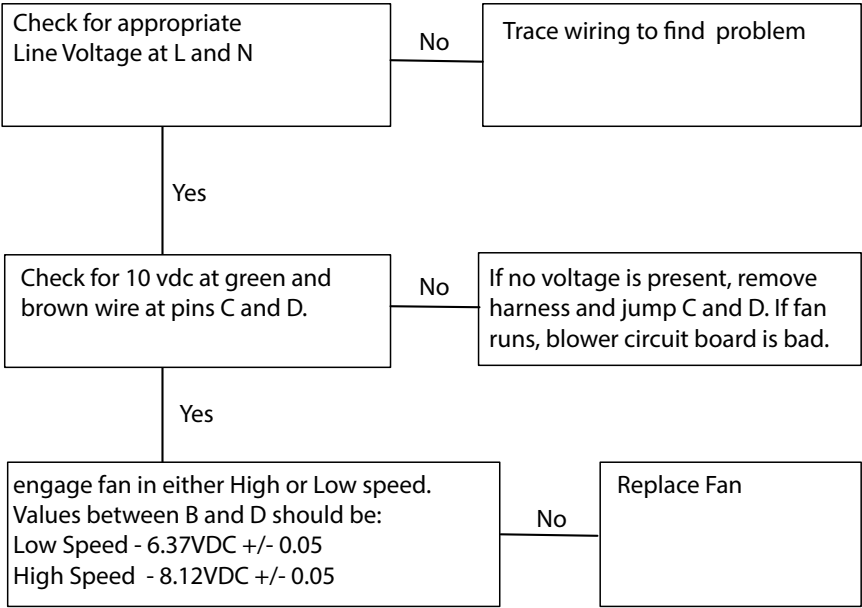 Check for appropriate
Line Voltage at L and N
No
Trace wiring to find problem
Yes
Check for 10 vdc at green and
brown wire at pins C and D.
No
If no voltage is present, remove
harness and jump C and D. If fan
runs, blower circuit board is bad.
Yes
engage fan in either High or Low speed.
Values between B and D should be:
Low Speed - 6.37VDC +/- 0.05
High Speed - 8.12VDC +/- 0.05
No
Replace Fan